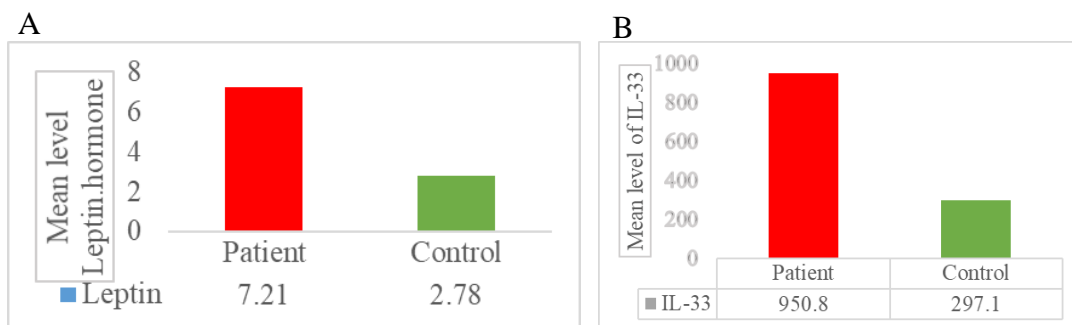 A
Mean level
Leptin.hormone
8
6
4
2
0
Patient Control
Leptin 7.21 2.78
B
Mean level of IL-33
1000
800
600
400
200
0
Patient Control
IL-33 950.8 297.1